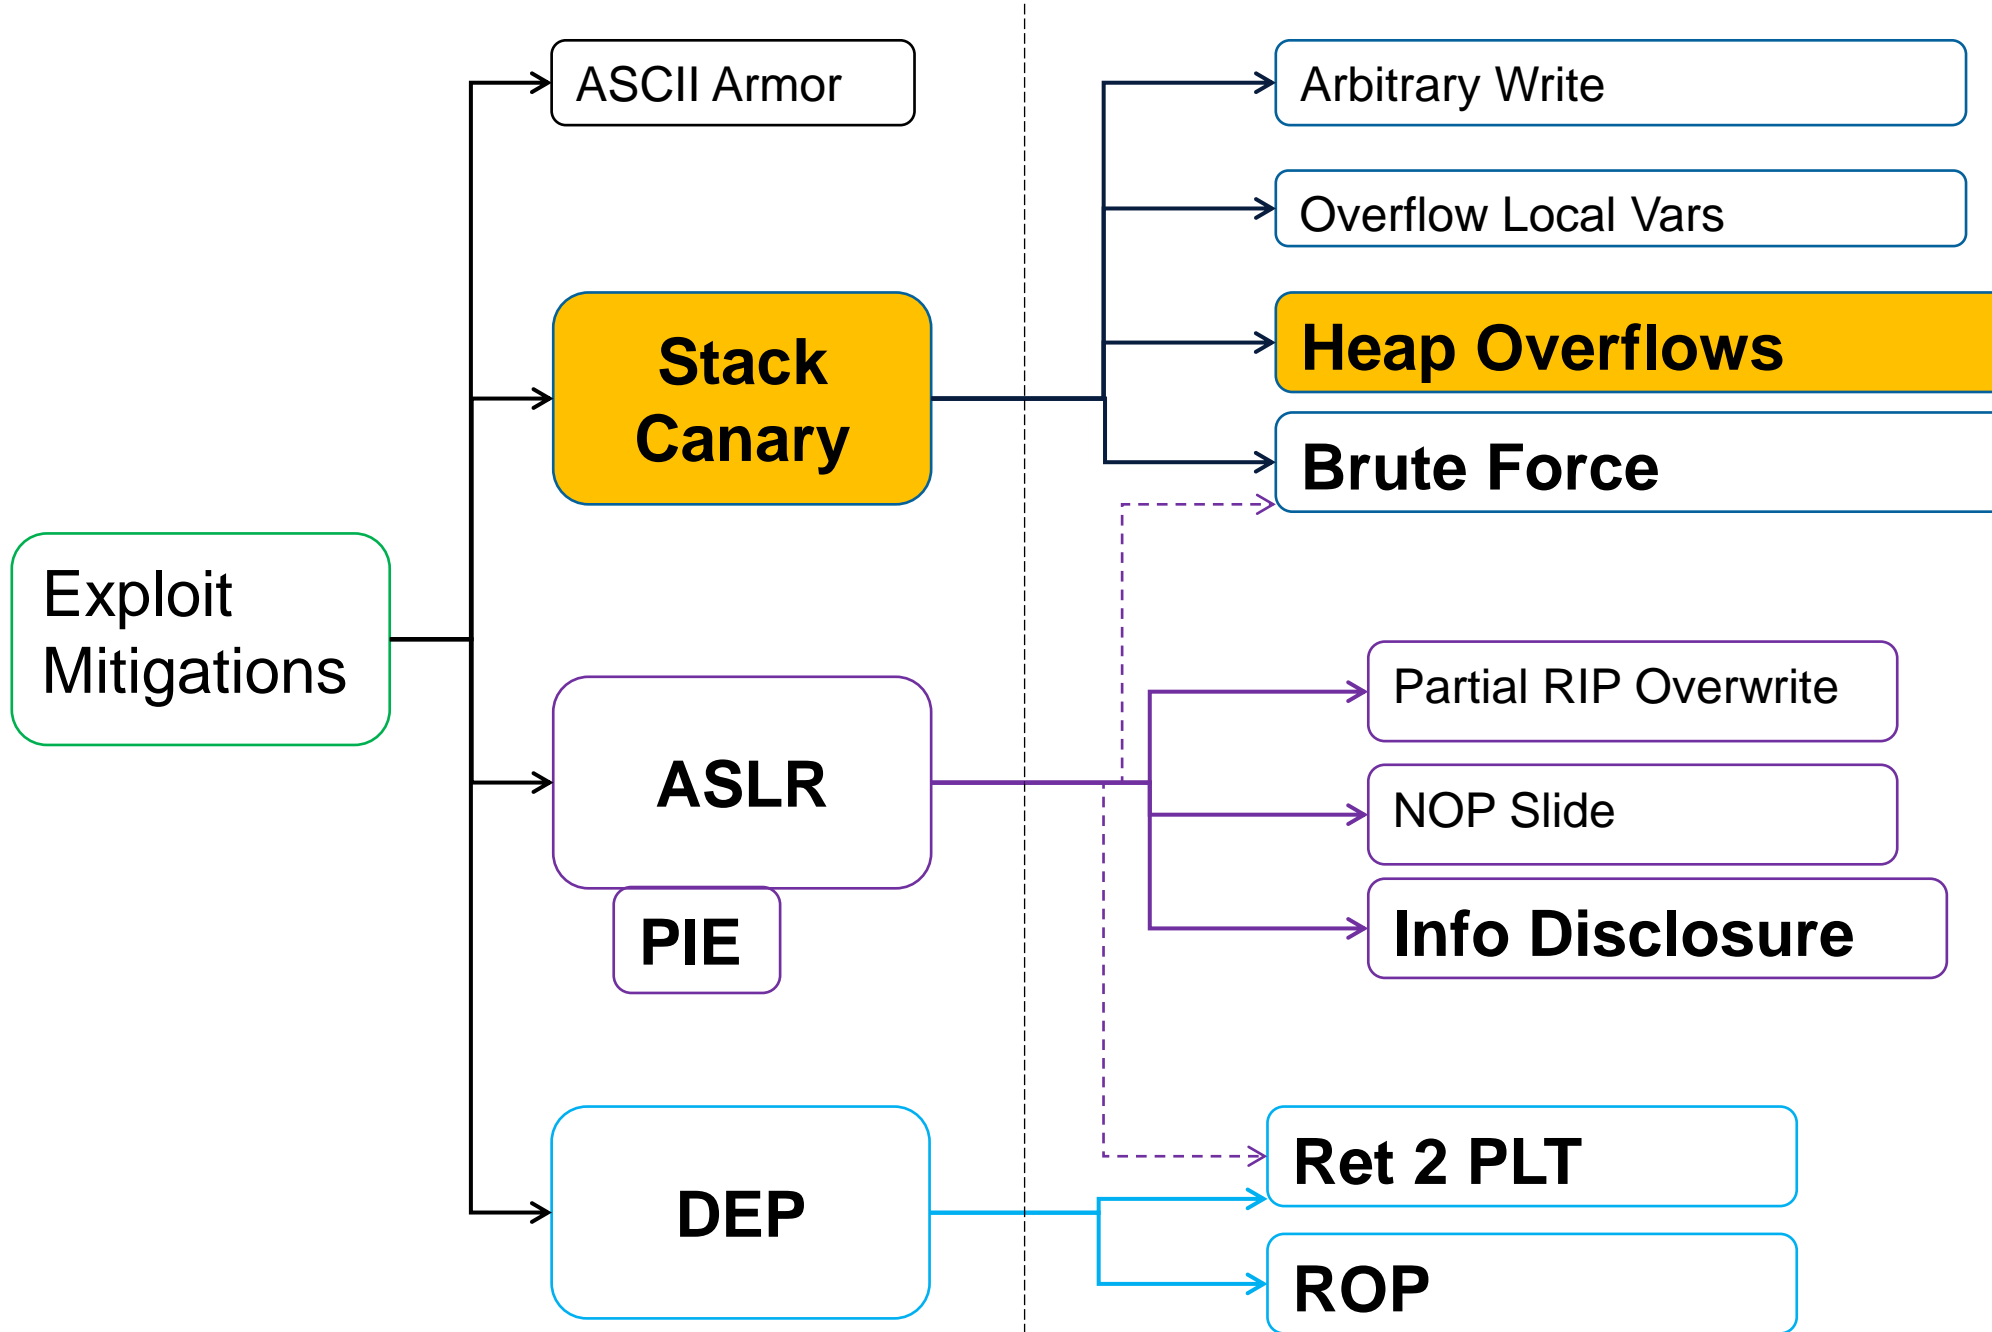 ASCII Armor
Arbitrary Write
Overflow Local Vars
Stack
Canary
Heap Overflows
Brute Force
Exploit
Mitigations
ASLR
PIE
Partial RIP Overwrite
NOP Slide
Info Disclosure
DEP
Ret 2 PLT
ROP